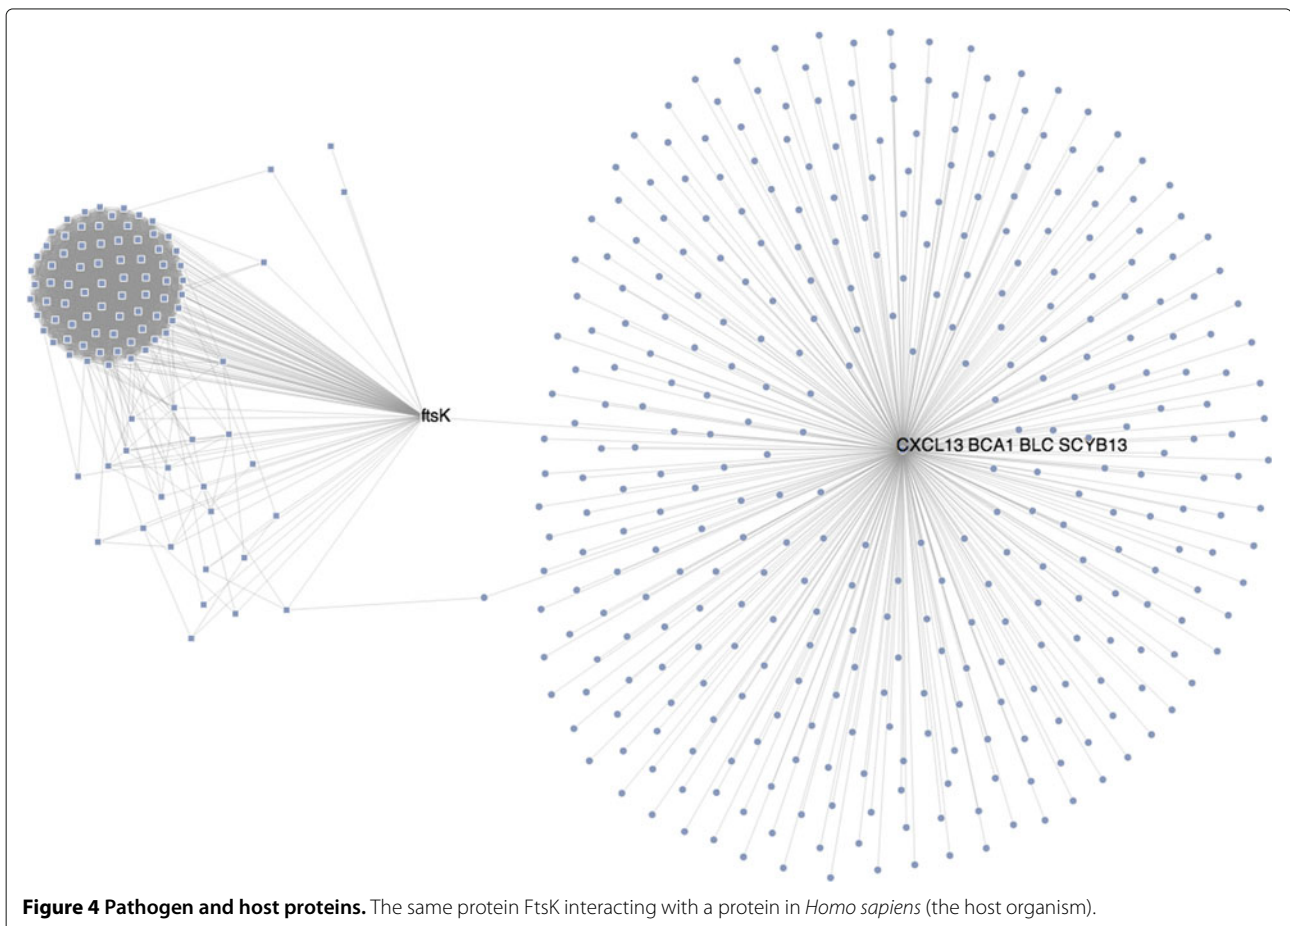 ftsK
CXCL13 BCA1 BLC SCYB13
Figure 4 Pathogen and host proteins. The same protein FtsK interacting with a protein in Homo sapiens (the host organism).